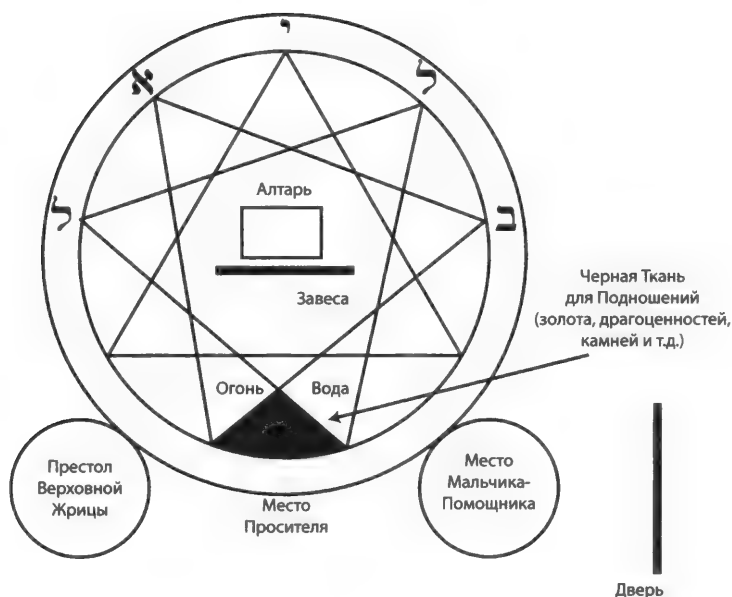 י
א
ל
ל
ב
Алтарь
Завеса
Черная Ткань
для Подношений
(золота, драгоценностей,
камней и т.д.)
Огонь
Вода
Престол
Верховной
Жрицы
Место
Просителя
Место
Мальчика-
Помощника
Дверь